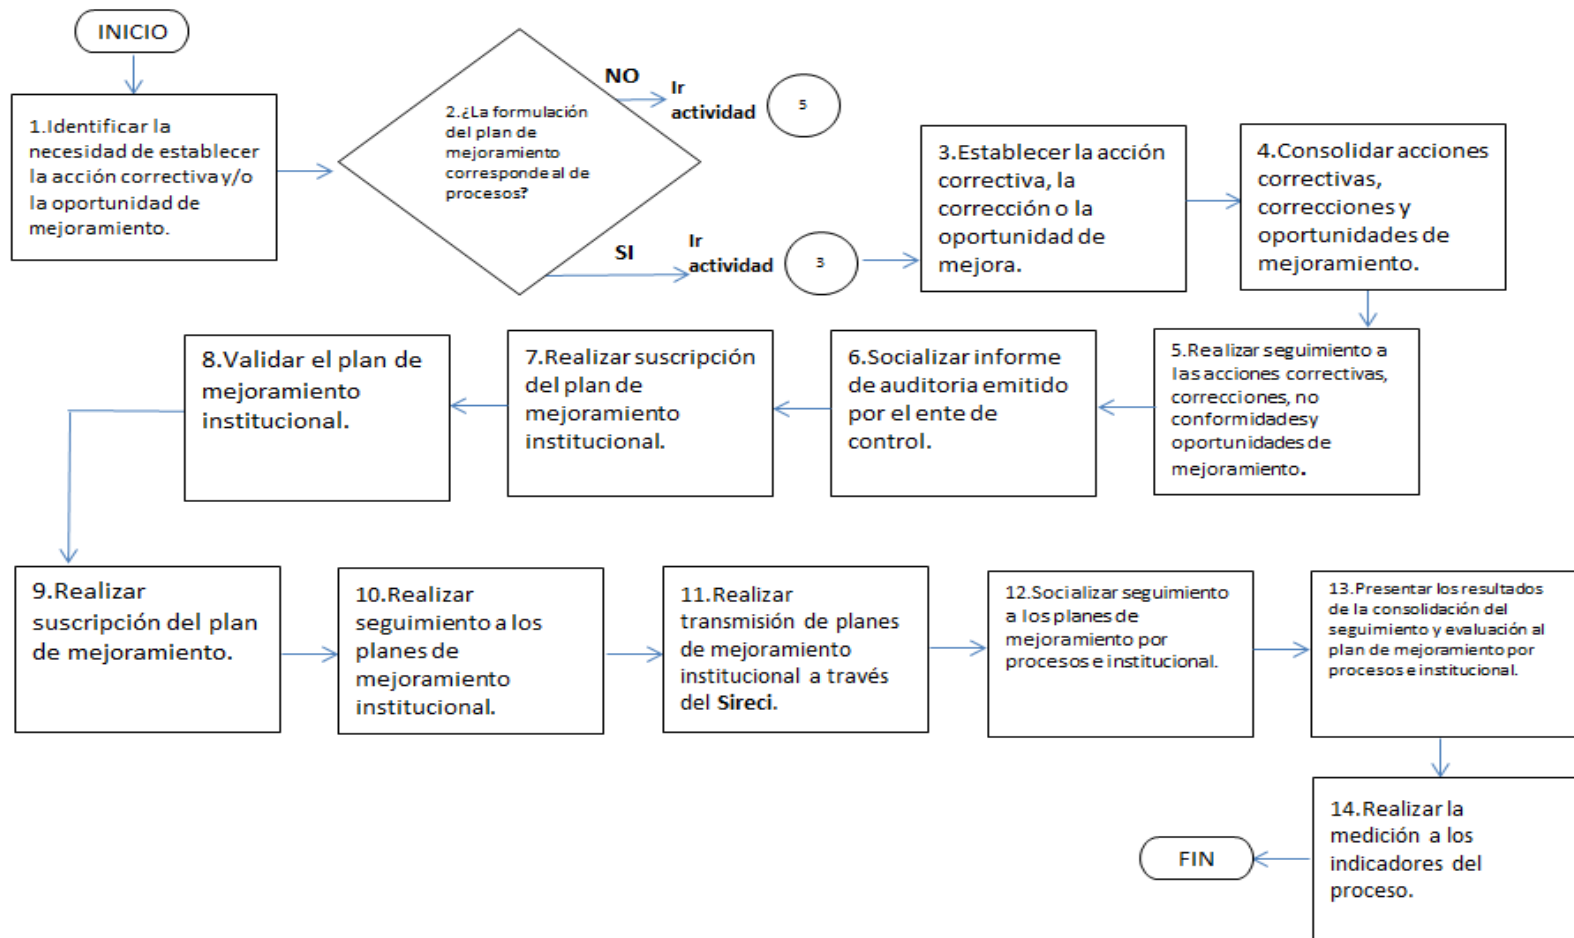 INICIO
1.Identificar la
necesidad de establecer
la acción correctiva y/o
la oportunidad de
mejoramiento.
2.¿La formulación
del plan de
mejoramiento
corresponde al de
procesos?
NO
Ir
actividad
5
SI
Ir
actividad
3
3.Establecer la acción
correctiva, la
corrección o la
oportunidad de
mejora.
4.Consolidar acciones
correctivas,
correcciones y
oportunidades de
mejoramiento.
5.Realizar seguimiento a
las acciones correctivas,
correcciones, no
conformidades y
oportunidades de
mejoramiento.
6.Socializar informe
de auditoria emitido
por el ente de
control.
7.Realizar suscripción
del plan de
mejoramiento
institucional.
8.Validar el plan de
mejoramiento
institucional.
9.Realizar
suscripción del plan
de mejoramiento.
10.Realizar
seguimiento a los
planes de
mejoramiento
institucional.
11.Realizar
transmisión de planes
de mejoramiento
institucional a través
del Sireci.
12.Socializar seguimiento
a los planes de
mejoramiento por
procesos e institucional.
13.Presentar los resultados
de la consolidación del
seguimiento y evaluación al
plan de mejoramiento por
procesos e institucional.
14.Realizar la
medición a los
indicadores del
proceso.
FIN